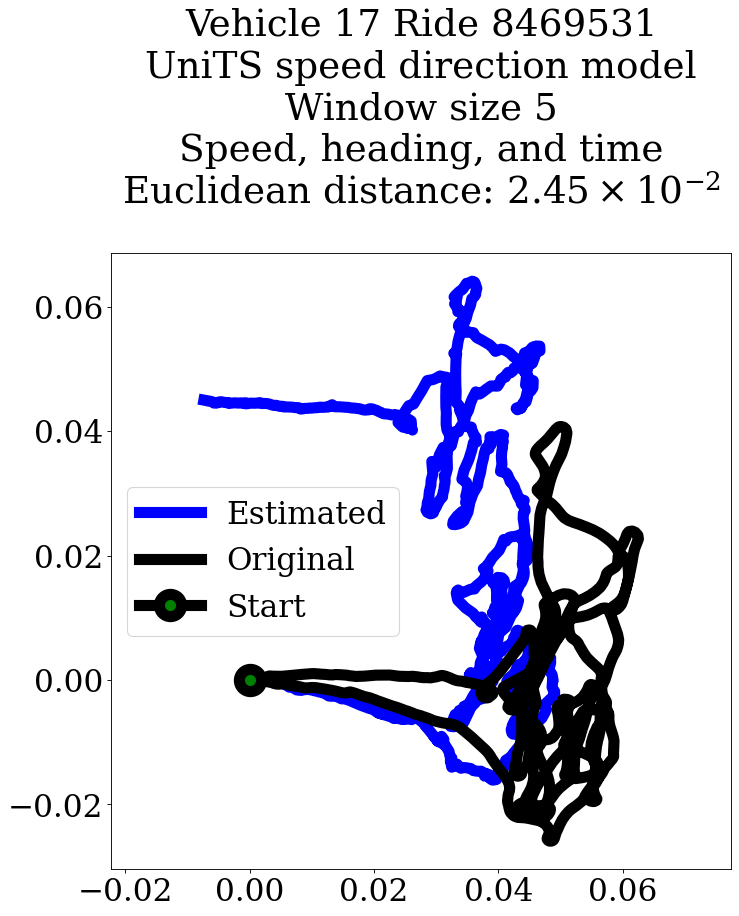 Vehicle 17 Ride 8469531
UniTS speed direction model
Window size 5
Speed, heading, and time
Euclidean distance: 2.45 × 10⁻²
0.06
0.04
0.02
0.00
−0.02
Estimated
Original
Start
−0.02 0.00 0.02 0.04 0.06